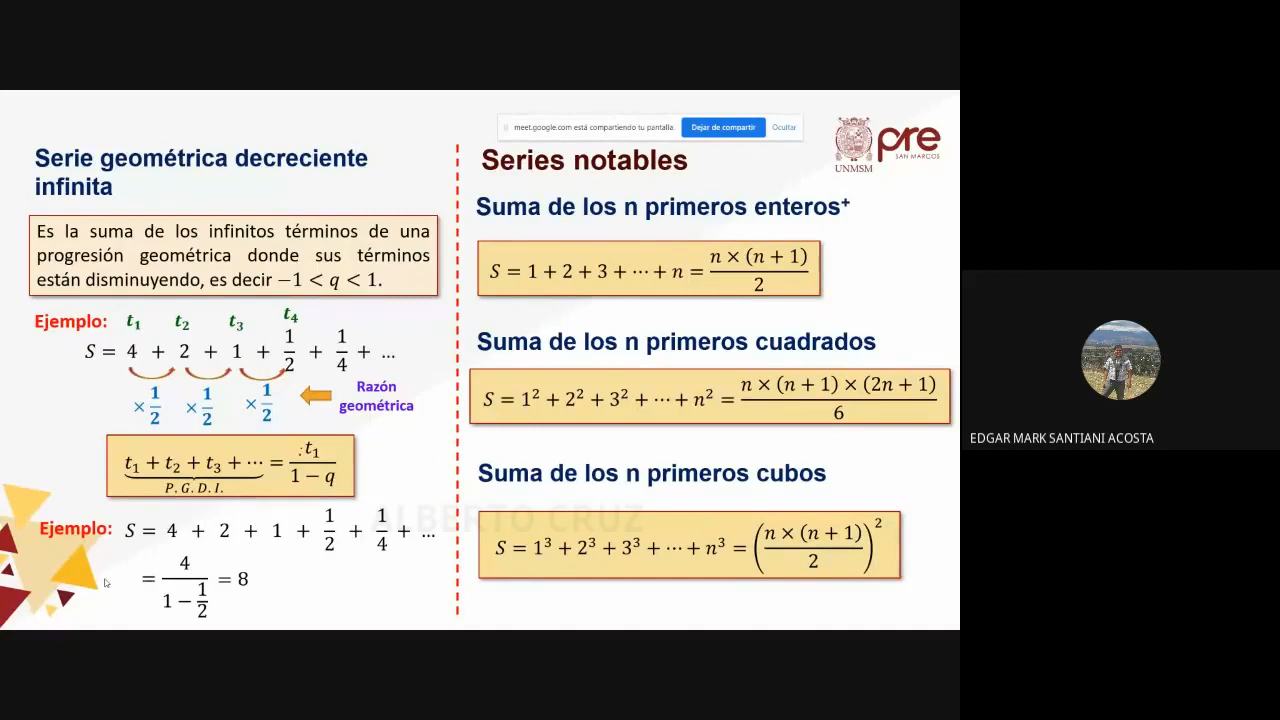 meet.google.com está compartiendo tu pantalla.
Dejar de compartir
Ocultar
UNMSM
pre
SAN MARCOS
Serie geométrica decreciente
infinita
Es la suma de los infinitos términos de una
progresión geométrica donde sus términos
están disminuyendo, es decir −1 < q < 1.
Ejemplo: t₁ t₂ t₃ t₄
S = 4 + 2 + 1 + 1/2 + 1/4 + ...
×1/2 ×1/2 ×1/2
Razón
geométrica
t₁ + t₂ + t₃ + ⋯ = t₁/(1 − q)
P.G.D.I.
Ejemplo: S = 4 + 2 + 1 + 1/2 + 1/4 + ...
= 4/(1 − 1/2) = 8
Series notables
Suma de los n primeros enteros⁺
S = 1 + 2 + 3 + ⋯ + n = n × (n + 1)/2
Suma de los n primeros cuadrados
S = 1² + 2² + 3² + ⋯ + n² = n × (n + 1) × (2n + 1)/6
Suma de los n primeros cubos
S = 1³ + 2³ + 3³ + ⋯ + n³ = (n × (n + 1)/2)²
ALBERTO CRUZ
EDGAR MARK SANTIANI ACOSTA